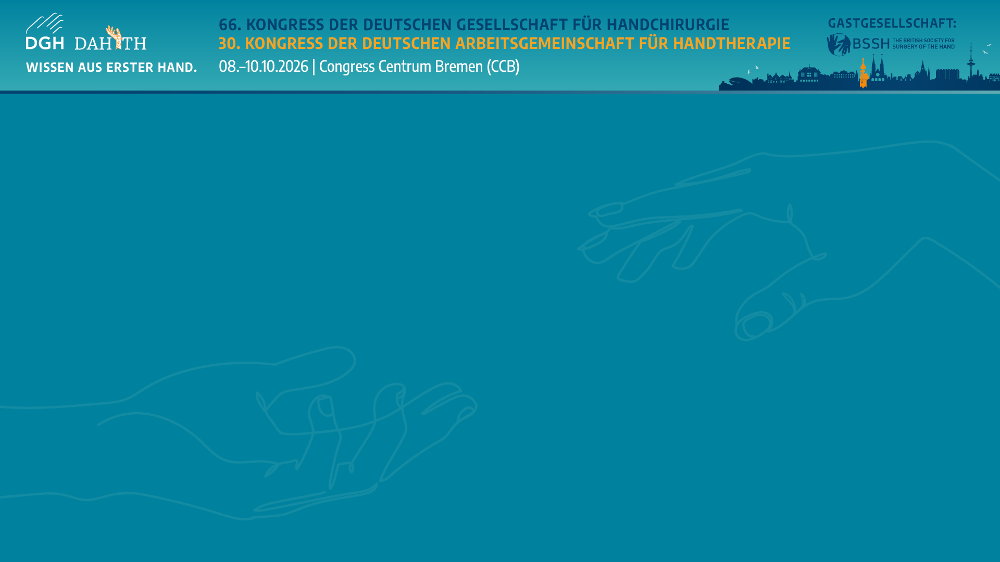 DGH DAHTH
WISSEN AUS ERSTER HAND.
66. KONGRESS DER DEUTSCHEN GESELLSCHAFT FÜR HANDCHIRURGIE
30. KONGRESS DER DEUTSCHEN ARBEITSGEMEINSCHAFT FÜR HANDTHERAPIE
08.–10.10.2026 | Congress Centrum Bremen (CCB)
GASTGESELLSCHAFT:
BSSH THE BRITISH SOCIETY FOR
SURGERY OF THE HAND